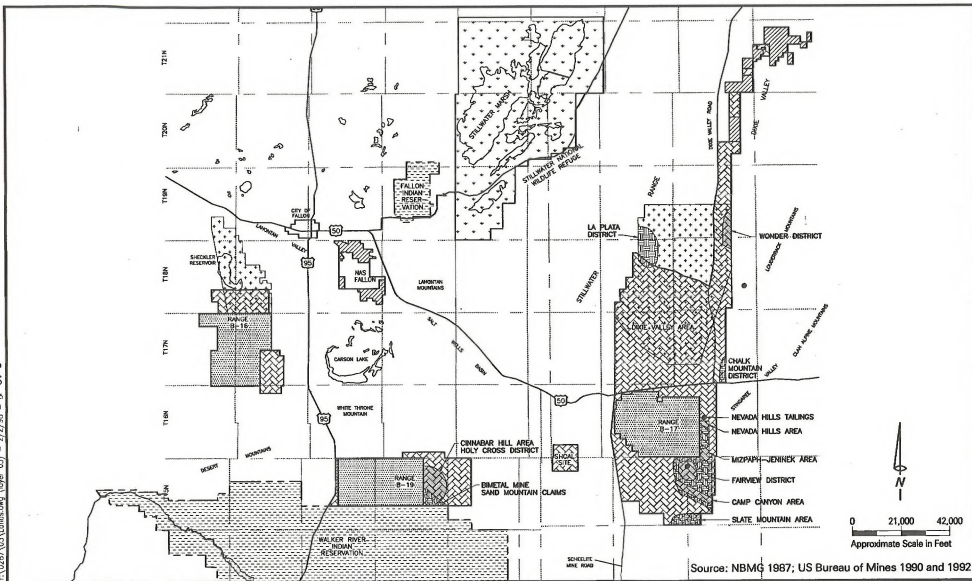 T21N
T20N
T19N
T18N
T17N
T16N
T15N
STILLWATER MARSH
STILLWATER NATIONAL
WILDLIFE REFUGE
DIXIE VALLEY ROAD
DIXIE
VALLEY
FALLON
INDIAN
RESER-
VATION
CITY OF
FALLON
LAHONTAN
VALLEY
50
95
SHECKLER
RESERVOIR
NAS
FALLON
LAHONTAN
MOUNTAINS
RANGE
B-16
CARSON LAKE
SALT
WELLS
BASIN
STILLWATER
RANGE
LA PLATA
DISTRICT
WONDER DISTRICT
LOUDERBACK MOUNTAINS
CLAN ALPINE MOUNTAINS
DIXIE VALLEY AREA
CHALK
MOUNTAIN
DISTRICT
STINGAREE
VALLEY
WHITE THRONE
MOUNTAIN
95
50
RANGE
B-17
NEVADA HILLS TAILINGS
NEVADA HILLS AREA
MIZPAH-JENINEK AREA
FAIRVIEW DISTRICT
CAMP CANYON AREA
SLATE MOUNTAIN AREA
SHOAL
SITE
CINNABAR HILL AREA
HOLY CROSS DISTRICT
BIMETAL MINE
SAND MOUNTAIN CLAIMS
RANGE
B-19
DESERT MOUNTAINS
WALKER RIVER
INDIAN
RESERVATION
SCHEELITE
MINE ROAD
N
0 21,000 42,000
Approximate Scale in Feet
Source: NBMG 1987; US Bureau of Mines 1990 and 1992